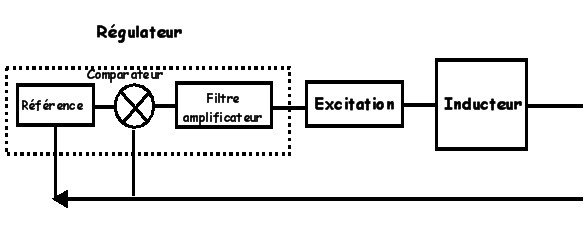 Régulateur
Comparateur
Référence
Filtre
amplificateur
Excitation
Inducteur